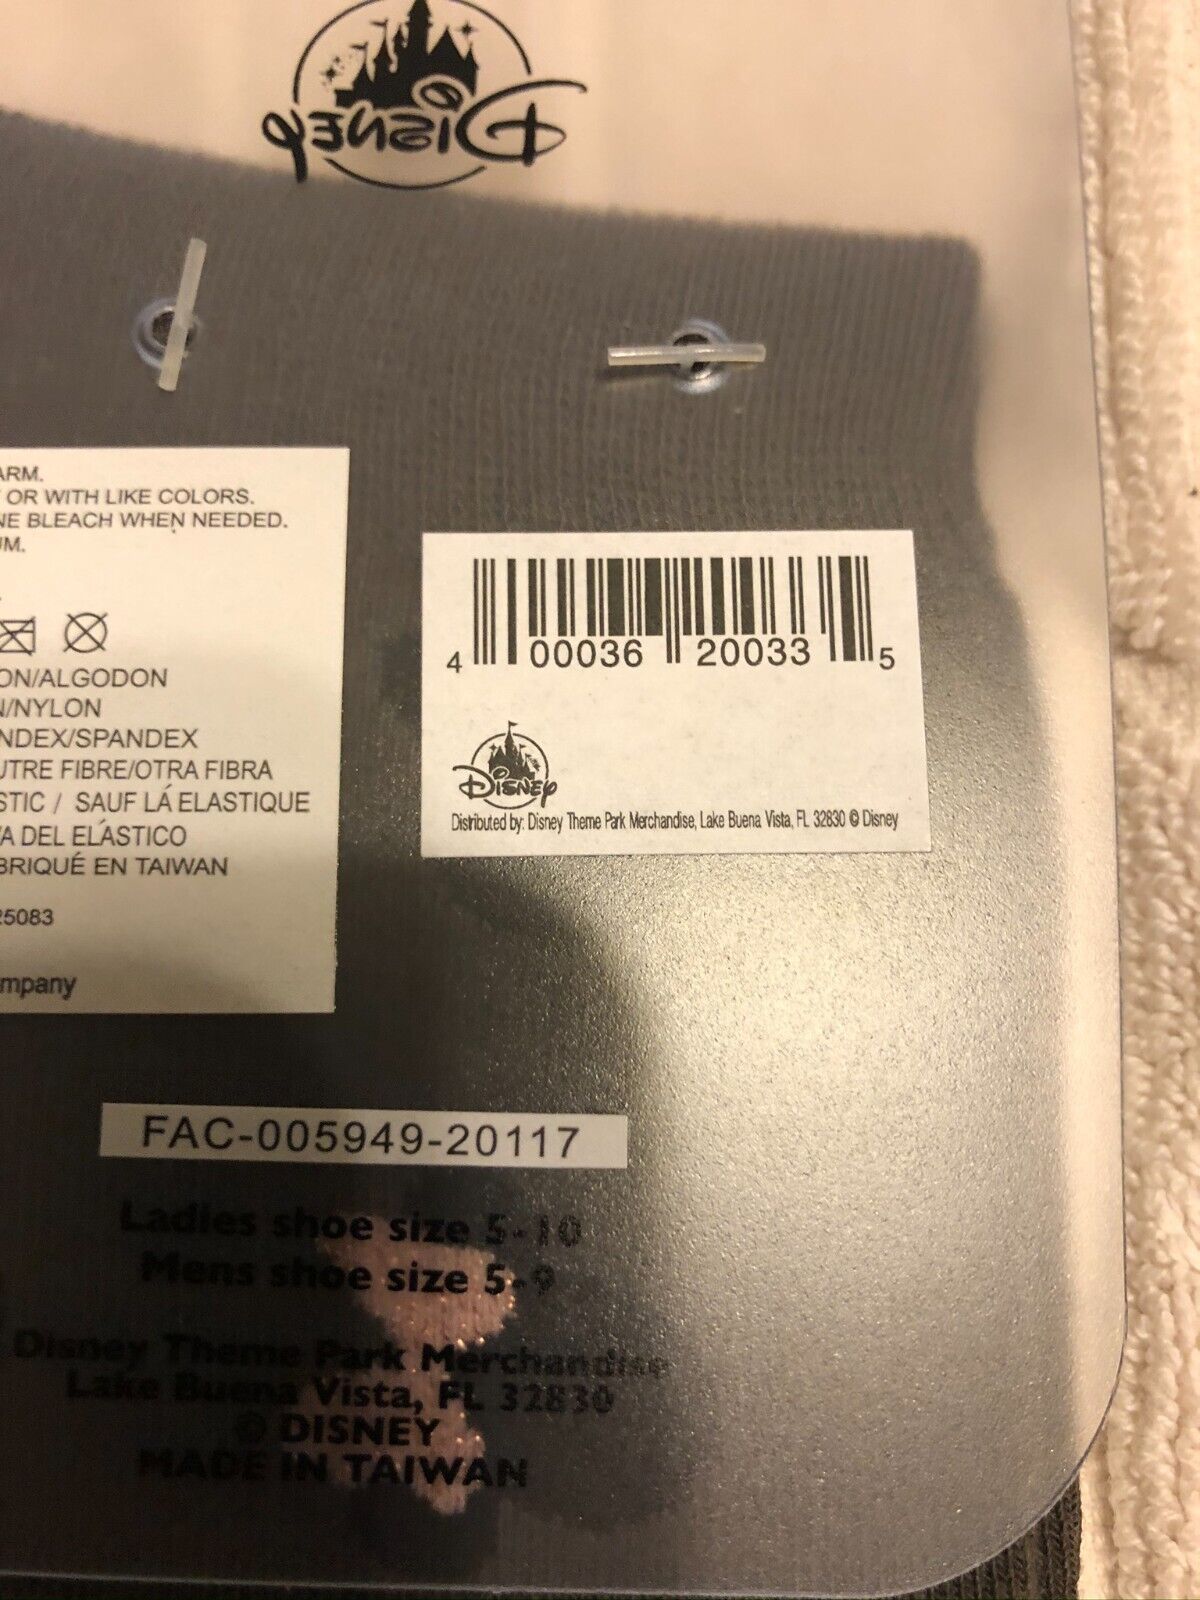 Disney
ARM.
OR WITH LIKE COLORS.
NE BLEACH WHEN NEEDED.
UM.
ON/ALGODON
N/NYLON
NDEX/SPANDEX
UTRE FIBRE/OTRA FIBRA
STIC / SAUF LÁ ELASTIQUE
VA DEL ELÁSTICO
BRIQUÉ EN TAIWAN
25083
mpany
4 00036 20033 5
Disney
Distributed by: Disney Theme Park Merchandise, Lake Buena Vista, FL 32830 © Disney
FAC-005949-20117
Ladies shoe size 5-10
Mens shoe size 5-9
Disney Theme Park Merchandise
Lake Buena Vista, FL 32830
© DISNEY
MADE IN TAIWAN